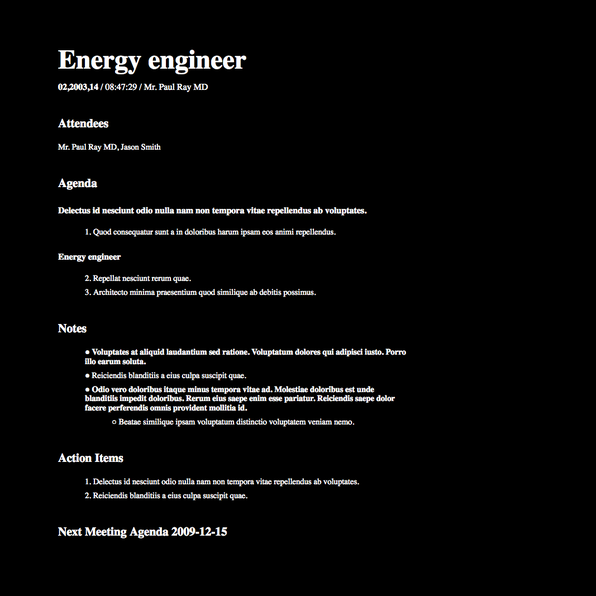 Energy engineer
02,2003,14 / 08:47:29 / Mr. Paul Ray MD
Attendees
Mr. Paul Ray MD, Jason Smith
Agenda
Delectus id nesciunt odio nulla nam non tempora vitae repellendus ab voluptates.
1. Quod consequatur sunt a in doloribus harum ipsam eos animi repellendus.
Energy engineer
2. Repellat nesciunt rerum quae.
3. Architecto minima praesentium quod similique ab debitis possimus.
Notes
● Voluptates at aliquid laudantium sed ratione. Voluptatum dolores qui adipisci iusto. Porro
illo earum soluta.
● Reiciendis blanditiis a eius culpa suscipit quae.
● Odio vero doloribus itaque minus tempora vitae ad. Molestiae doloribus est unde
blanditiis impedit doloribus. Rerum eius saepe enim esse pariatur. Reiciendis saepe dolor
facere perferendis omnis provident mollitia id.
○ Beatae similique ipsam voluptatum distinctio voluptatem veniam nemo.
Action Items
1. Delectus id nesciunt odio nulla nam non tempora vitae repellendus ab voluptates.
2. Reiciendis blanditiis a eius culpa suscipit quae.
Next Meeting Agenda 2009-12-15